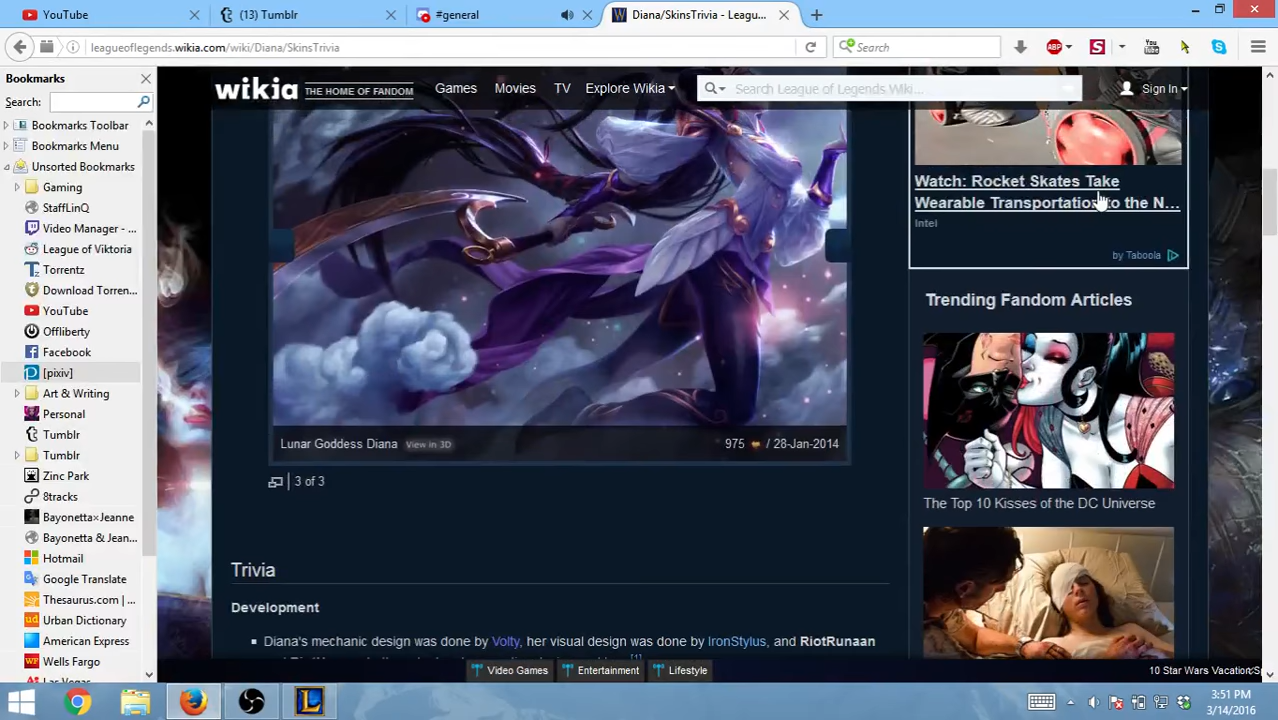 YouTube
(13) Tumblr
#general
Diana/SkinsTrivia - Leagu...
leagueoflegends.wikia.com/wiki/Diana/SkinsTrivia
Search
ABP
S
You Tube
Bookmarks
Search:
Bookmarks Toolbar
Bookmarks Menu
Unsorted Bookmarks
Gaming
StaffLinQ
Video Manager - ...
League of Viktoria
Torrentz
Download Torren...
YouTube
Offliberty
Facebook
[pixiv]
Art & Writing
Personal
Tumblr
Tumblr
Zinc Park
8tracks
Bayonetta×Jeanne
Bayonetta & Jean...
Hotmail
Google Translate
Thesaurus.com | ...
Urban Dictionary
American Express
Wells Fargo
wikia THE HOME OF FANDOM
Games
Movies
TV
Explore Wikia
Search League of Legends Wiki...
Sign In
Lunar Goddess Diana View in 3D
975 / 28-Jan-2014
3 of 3
Trivia
Development
Diana's mechanic design was done by Volty, her visual design was done by IronStylus, and RiotRunaan
Watch: Rocket Skates Take
Wearable Transportation to the N...
Intel
by Taboola
Trending Fandom Articles
The Top 10 Kisses of the DC Universe
Video Games
Entertainment
Lifestyle
10 Star Wars Vacation Sp
3:51 PM
3/14/2016